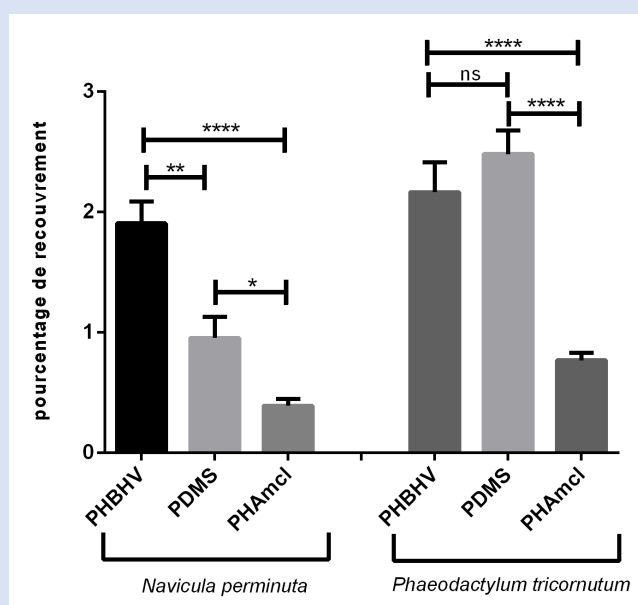 pourcentage de recouvrement
3
2
1
0
****
**
*
****
ns
****
PHBHV
PDMS
PHAmcl
PHBHV
PDMS
PHAmcl
Navicula perminuta
Phaeodactylum tricornutum